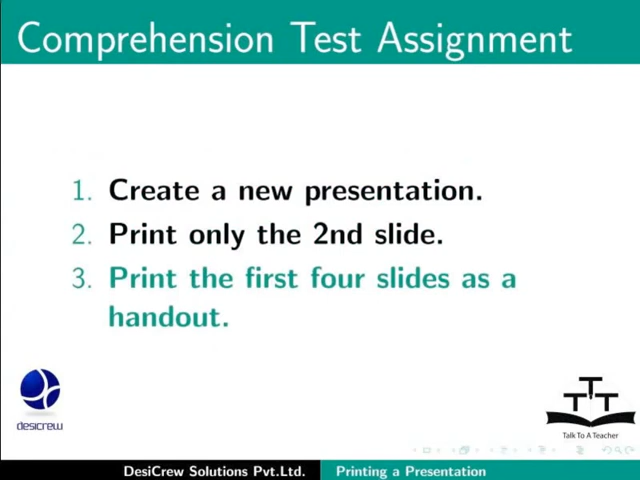 Comprehension Test Assignment
1. Create a new presentation.
2. Print only the 2nd slide.
3. Print the first four slides as a
handout.
desicrew
TTT
Talk To A Teacher
DesiCrew Solutions Pvt.Ltd. Printing a Presentation